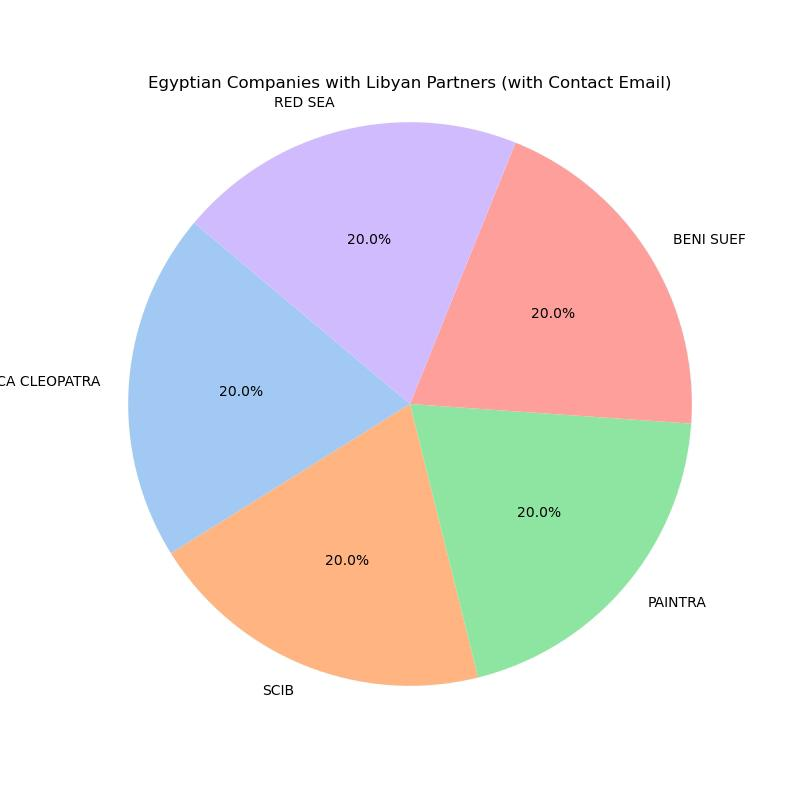 Egyptian Companies with Libyan Partners (with Contact Email)
RED SEA
20.0%
BENI SUEF
20.0%
CA CLEOPATRA
20.0%
PAINTRA
20.0%
SCIB
20.0%